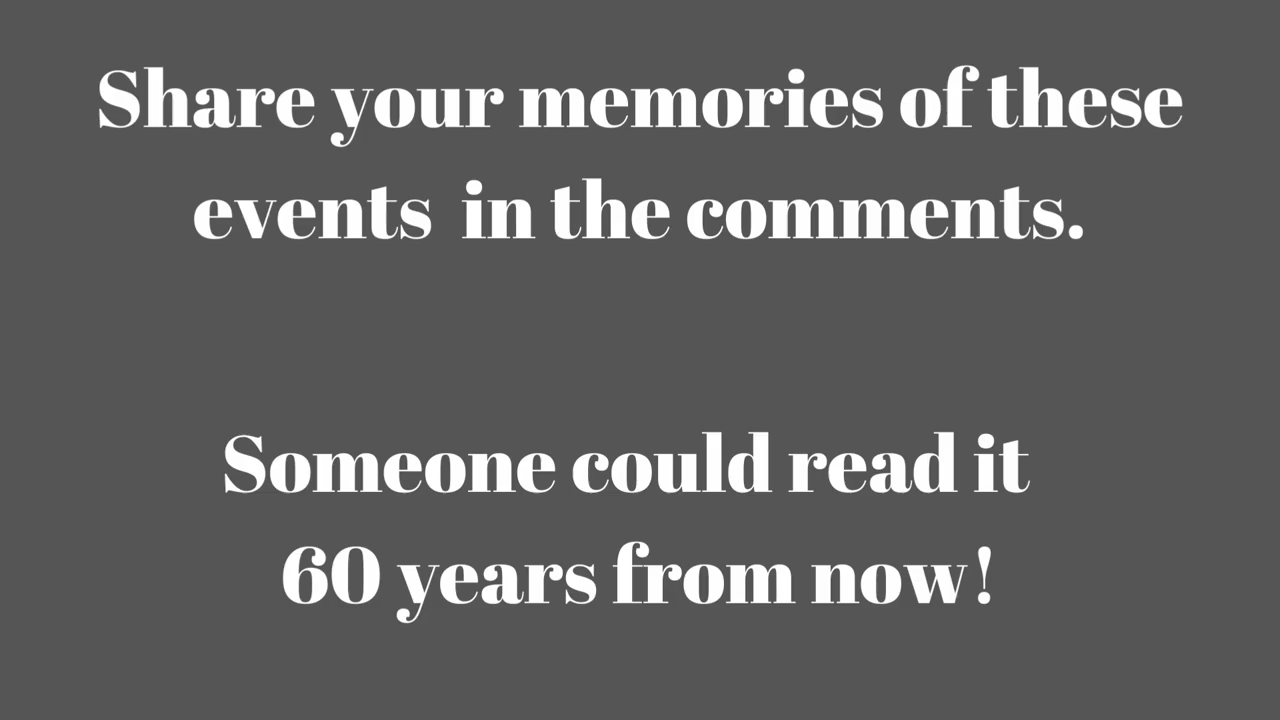 Share your memories of these
events  in the comments.
Someone could read it
60 years from now!